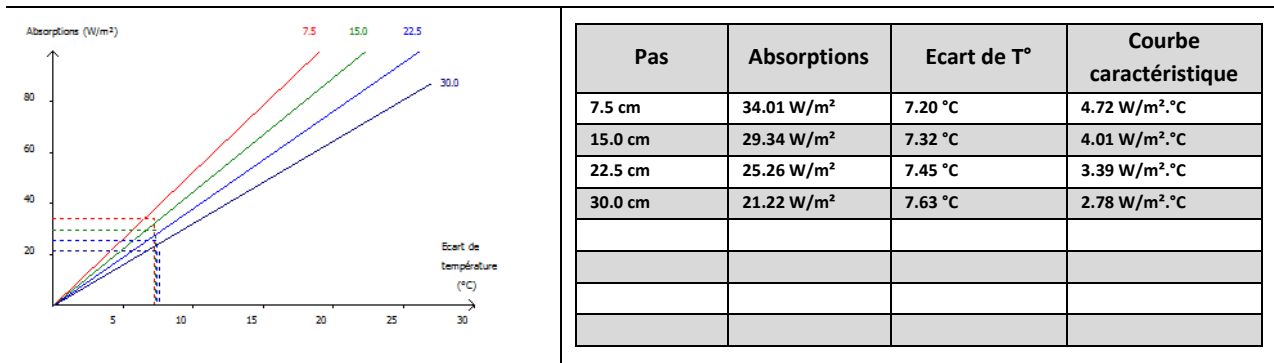 Absorptions (W/m²) 7.5 15.0 22.5
30.0
80
60
40
20
Ecart de
température
(°C)
5 10 15 20 25 30
Pas Absorptions Ecart de T° Courbe
caractéristique
7.5 cm 34.01 W/m² 7.20 °C 4.72 W/m².°C
15.0 cm 29.34 W/m² 7.32 °C 4.01 W/m².°C
22.5 cm 25.26 W/m² 7.45 °C 3.39 W/m².°C
30.0 cm 21.22 W/m² 7.63 °C 2.78 W/m².°C